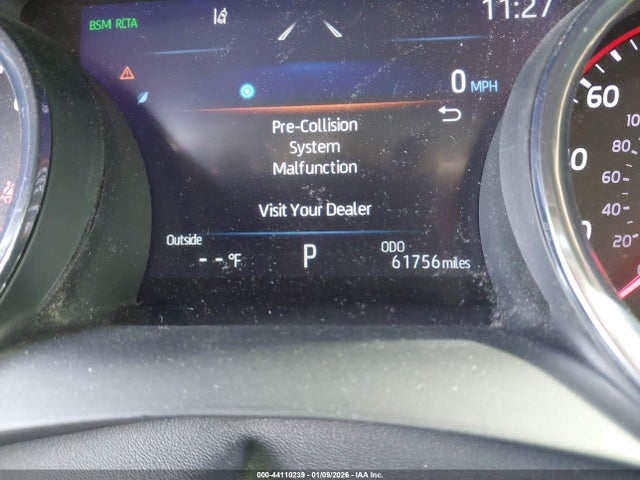 11:27
BSM RCTA
0 MPH
Pre-Collision
System
Malfunction
Visit Your Dealer
Outside
-- °F
P
ODO
61756 miles
60
80
60
40
20
000-44110239 - 01/09/2026 - IAA Inc.